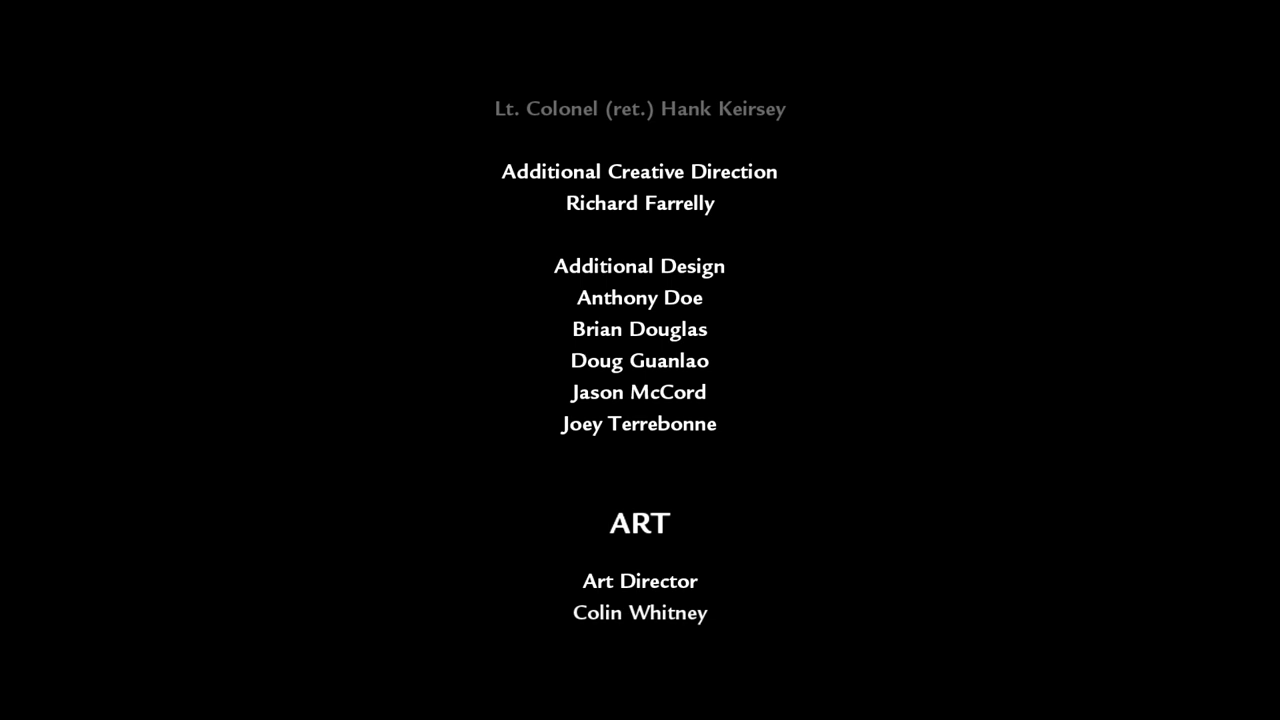 Lt. Colonel (ret.) Hank Keirsey
Additional Creative Direction
Richard Farrelly
Additional Design
Anthony Doe
Brian Douglas
Doug Guanlao
Jason McCord
Joey Terrebonne
ART
Art Director
Colin Whitney